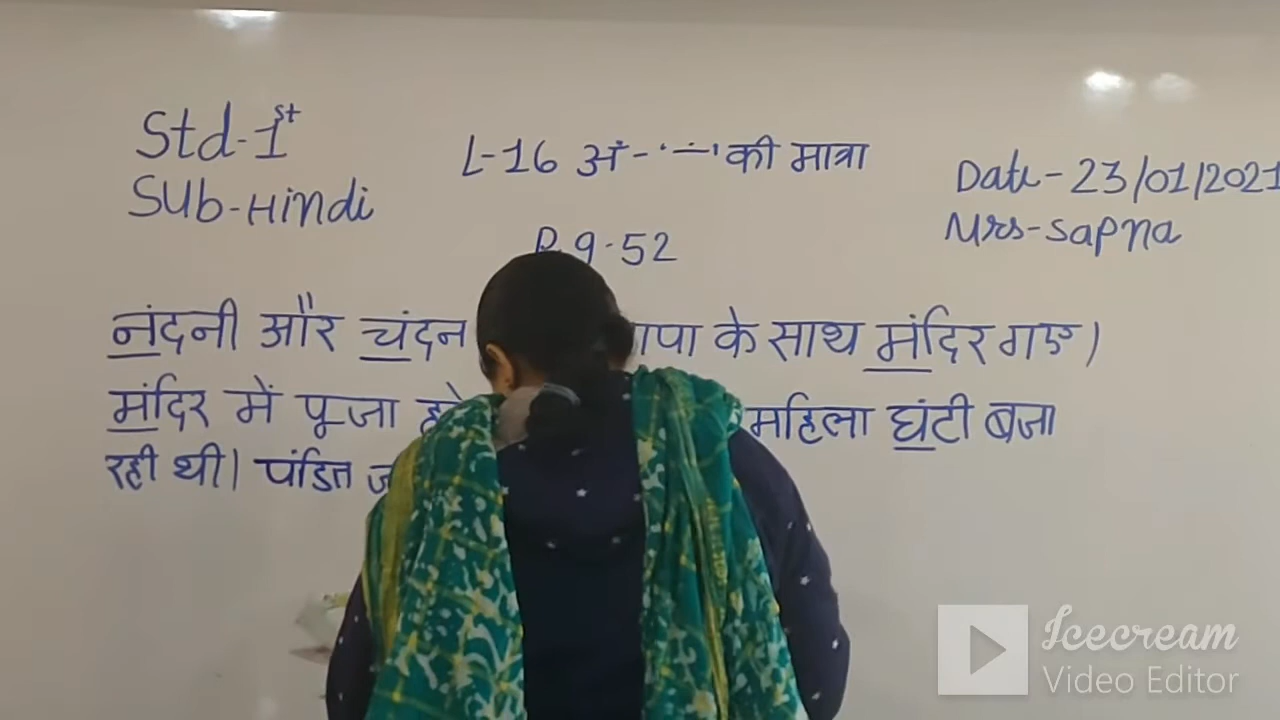 Std-1st
Sub-Hindi
L-16 अं-'—ं' की मात्रा
Date-23/01/2021
Mrs-Sapna
P.g-52
नंदनी और चंदन के साथ मंदिर गए।
मंदिर में पूजा महिला घंटी बजा
रही थी। पंडित
Icecream
Video Editor